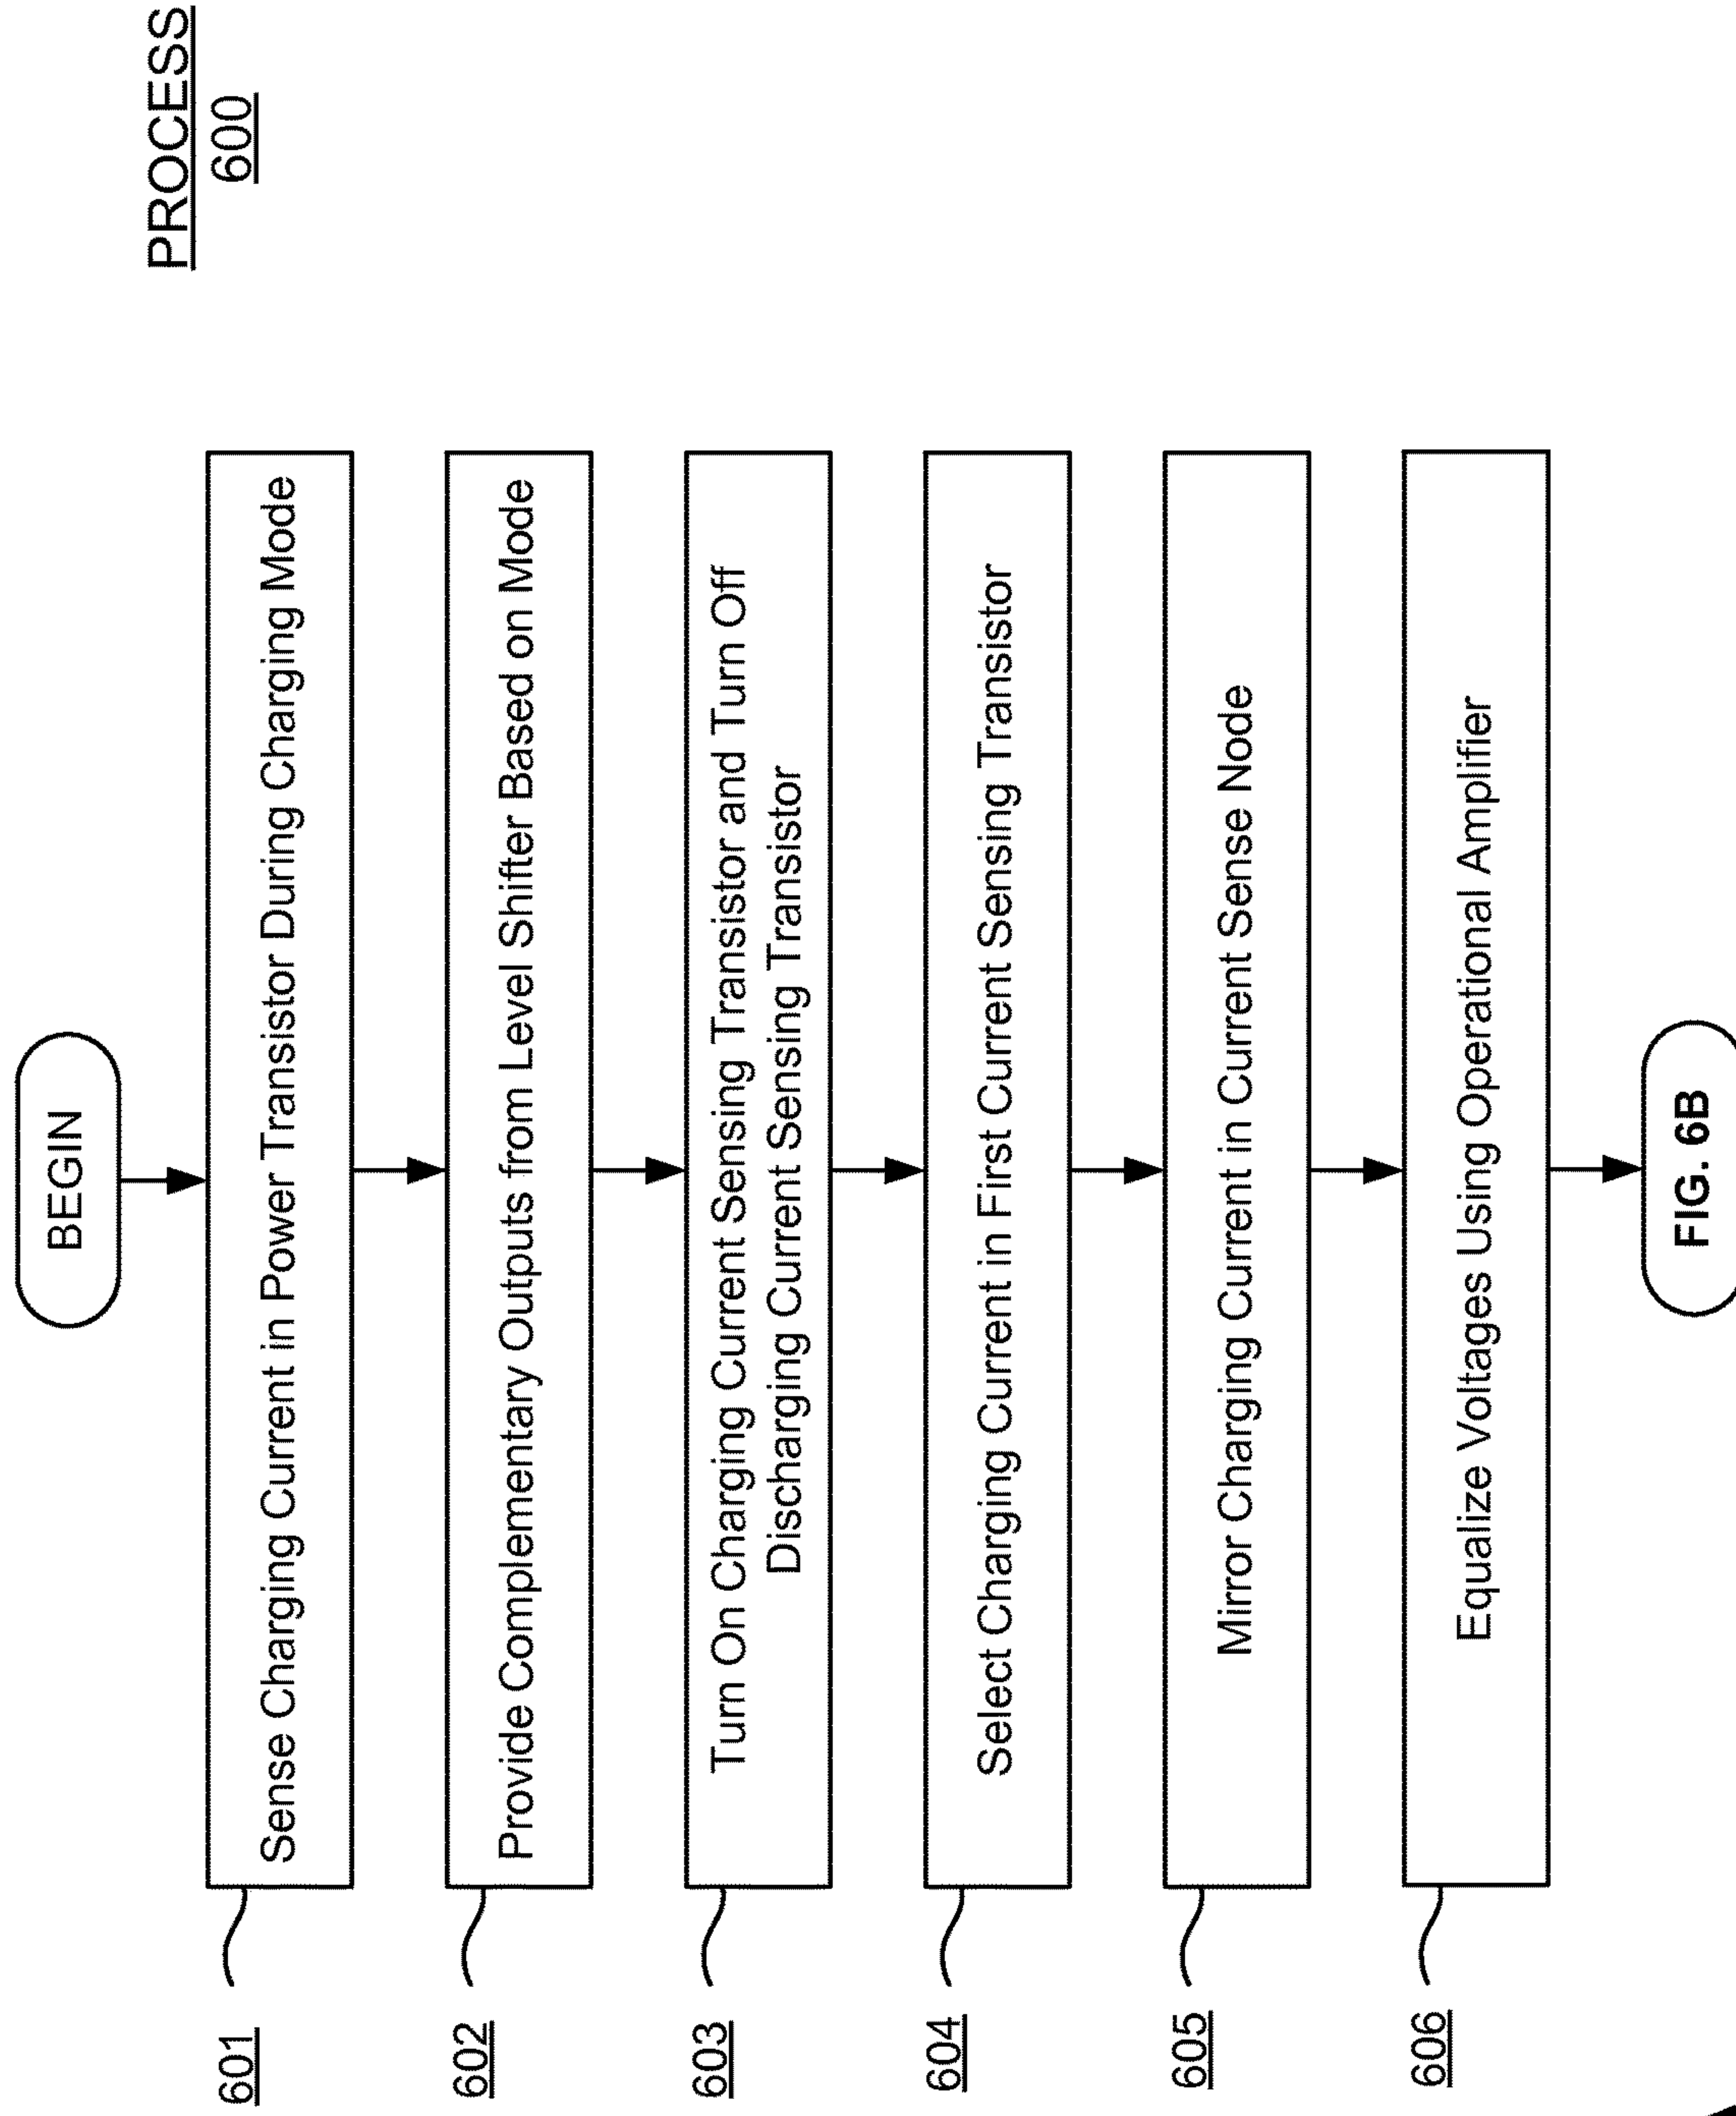 PROCESS
600
BEGIN
601
Sense Charging Current in Power Transistor During Charging Mode
602
Provide Complementary Outputs from Level Shifter Based on Mode
603
Turn On Charging Current Sensing Transistor and Turn Off
Discharging Current Sensing Transistor
604
Select Charging Current in First Current Sensing Transistor
605
Mirror Charging Current in Current Sense Node
606
Equalize Voltages Using Operational Amplifier
FIG. 6B